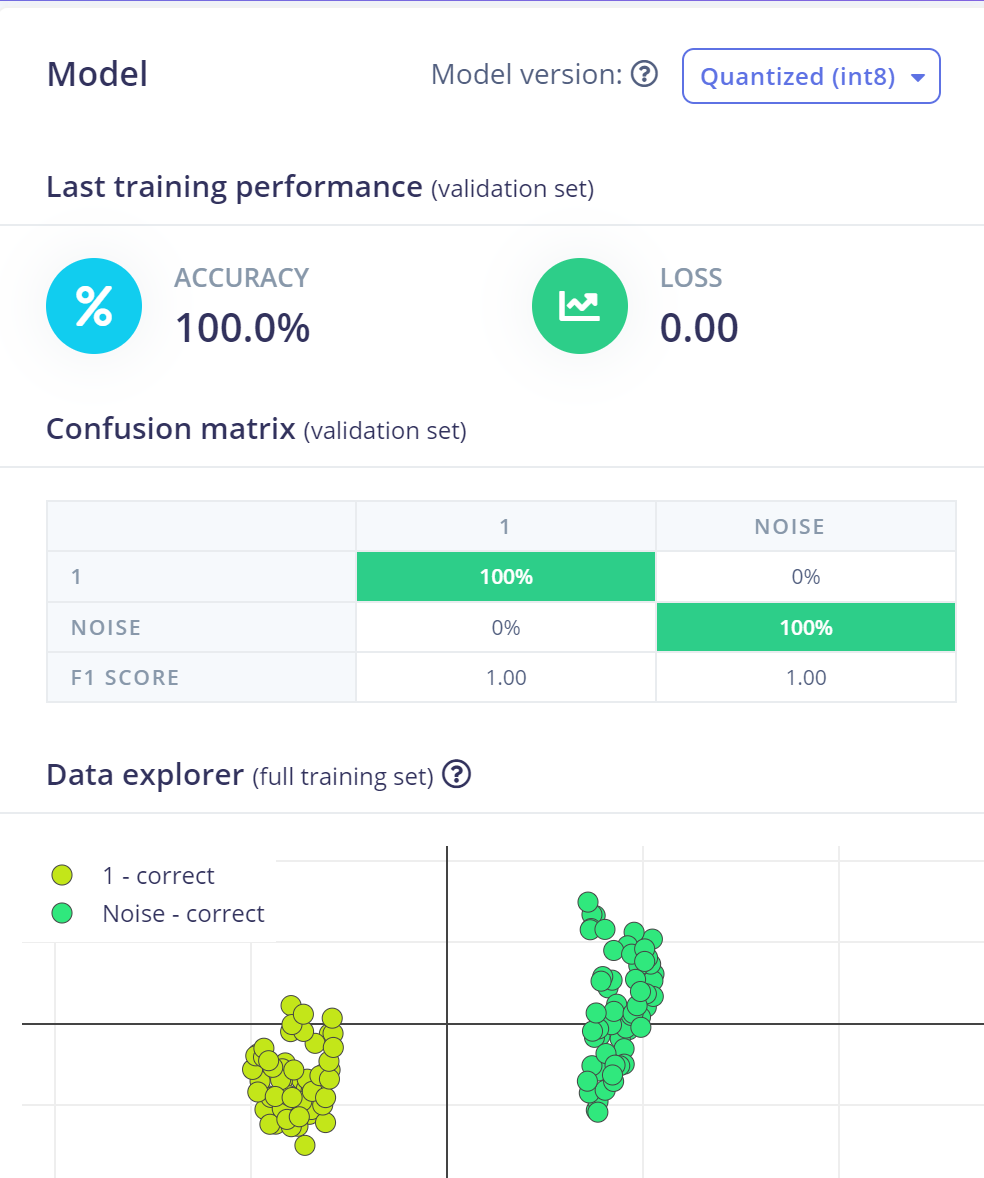 Model
Model version: ? Quantized (int8)
Last training performance (validation set)
% ACCURACY
100.0%
LOSS
0.00
Confusion matrix (validation set)
1 NOISE
1 100% 0%
NOISE 0% 100%
F1 SCORE 1.00 1.00
Data explorer (full training set) ?
1 - correct
Noise - correct